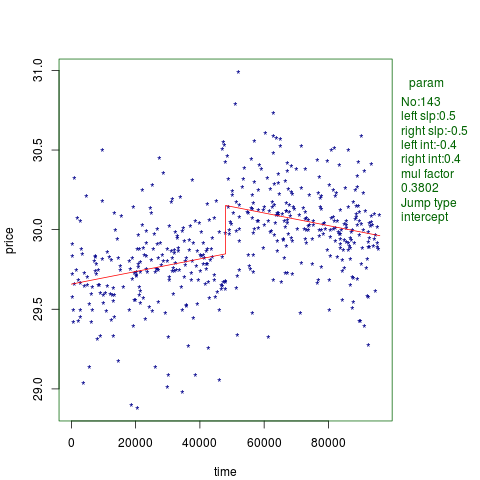 31.0
30.5
30.0
29.5
29.0
price
0 20000 40000 60000 80000
time
param
No:143
left slp:0.5
right slp:-0.5
left int:-0.4
right int:0.4
mul factor
0.3802
Jump type
intercept